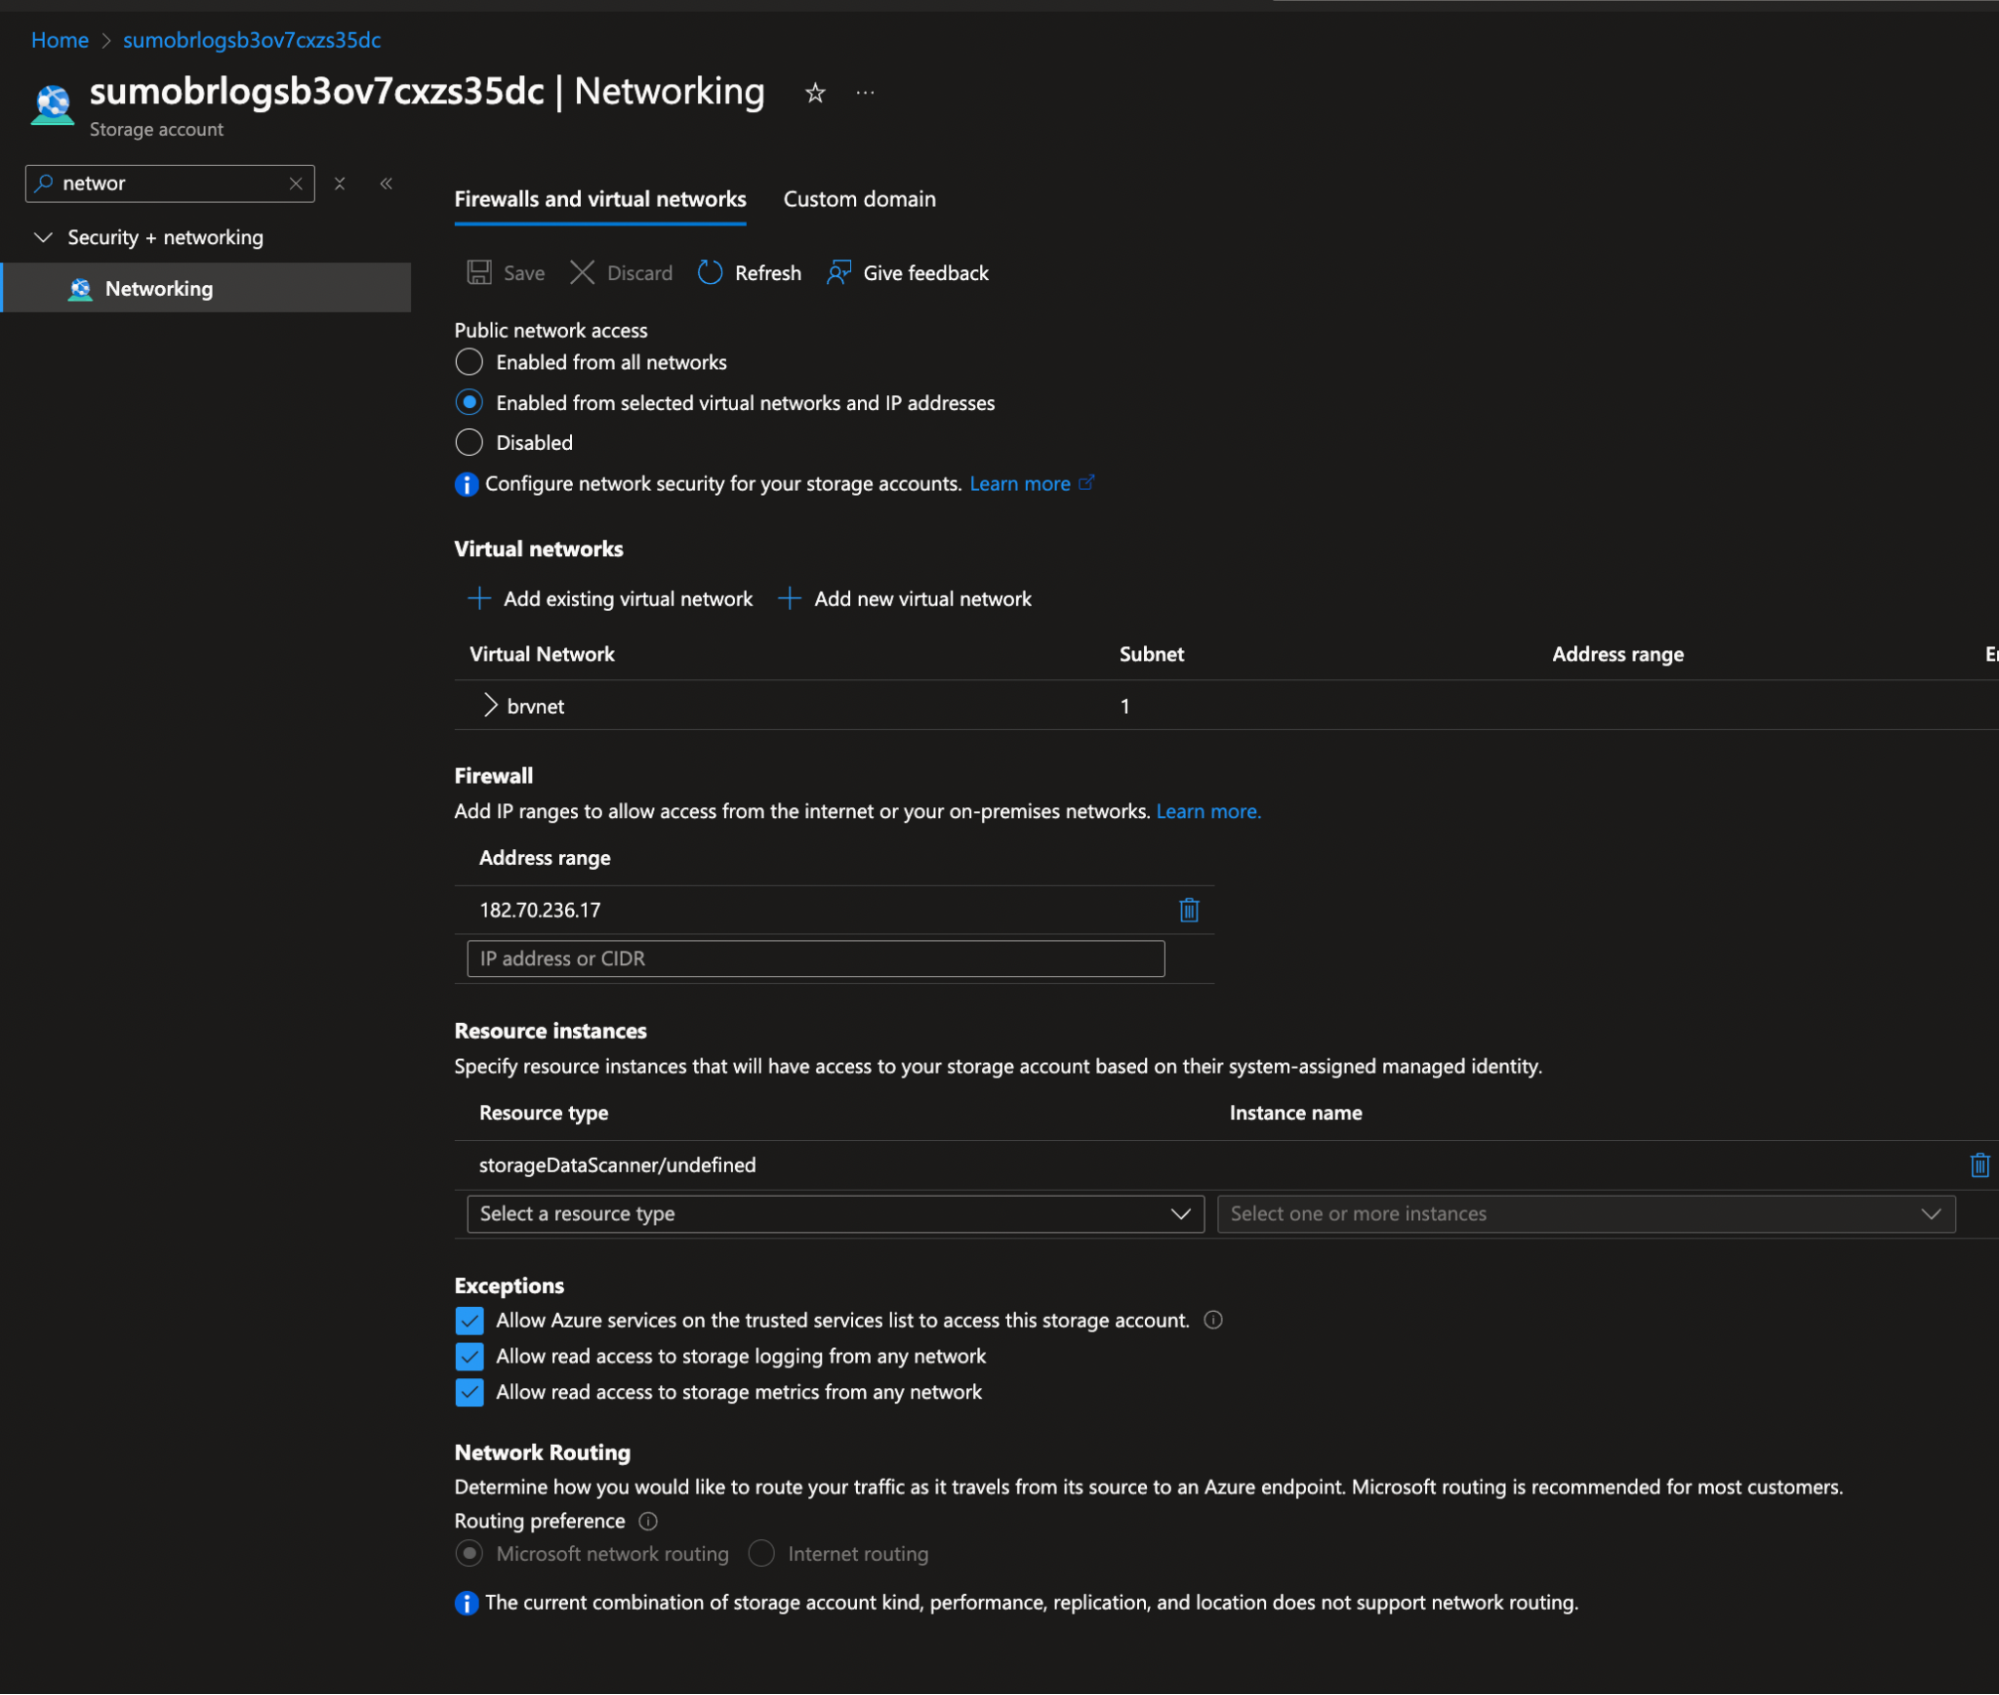 Home > sumobrlogsb3ov7cxzs35dc
sumobrlogsb3ov7cxzs35dc | Networking ...
Storage account
networ
Security + networking
Networking
Firewalls and virtual networks Custom domain
Save Discard Refresh Give feedback
Public network access
Enabled from all networks
Enabled from selected virtual networks and IP addresses
Disabled
Configure network security for your storage accounts. Learn more
Virtual networks
Add existing virtual network Add new virtual network
Virtual Network Subnet Address range
brvnet 1
Firewall
Add IP ranges to allow access from the internet or your on-premises networks. Learn more.
Address range
182.70.236.17
IP address or CIDR
Resource instances
Specify resource instances that will have access to your storage account based on their system-assigned managed identity.
Resource type Instance name
storageDataScanner/undefined
Select a resource type Select one or more instances
Exceptions
Allow Azure services on the trusted services list to access this storage account.
Allow read access to storage logging from any network
Allow read access to storage metrics from any network
Network Routing
Determine how you would like to route your traffic as it travels from its source to an Azure endpoint. Microsoft routing is recommended for most customers.
Routing preference
Microsoft network routing Internet routing
The current combination of storage account kind, performance, replication, and location does not support network routing.